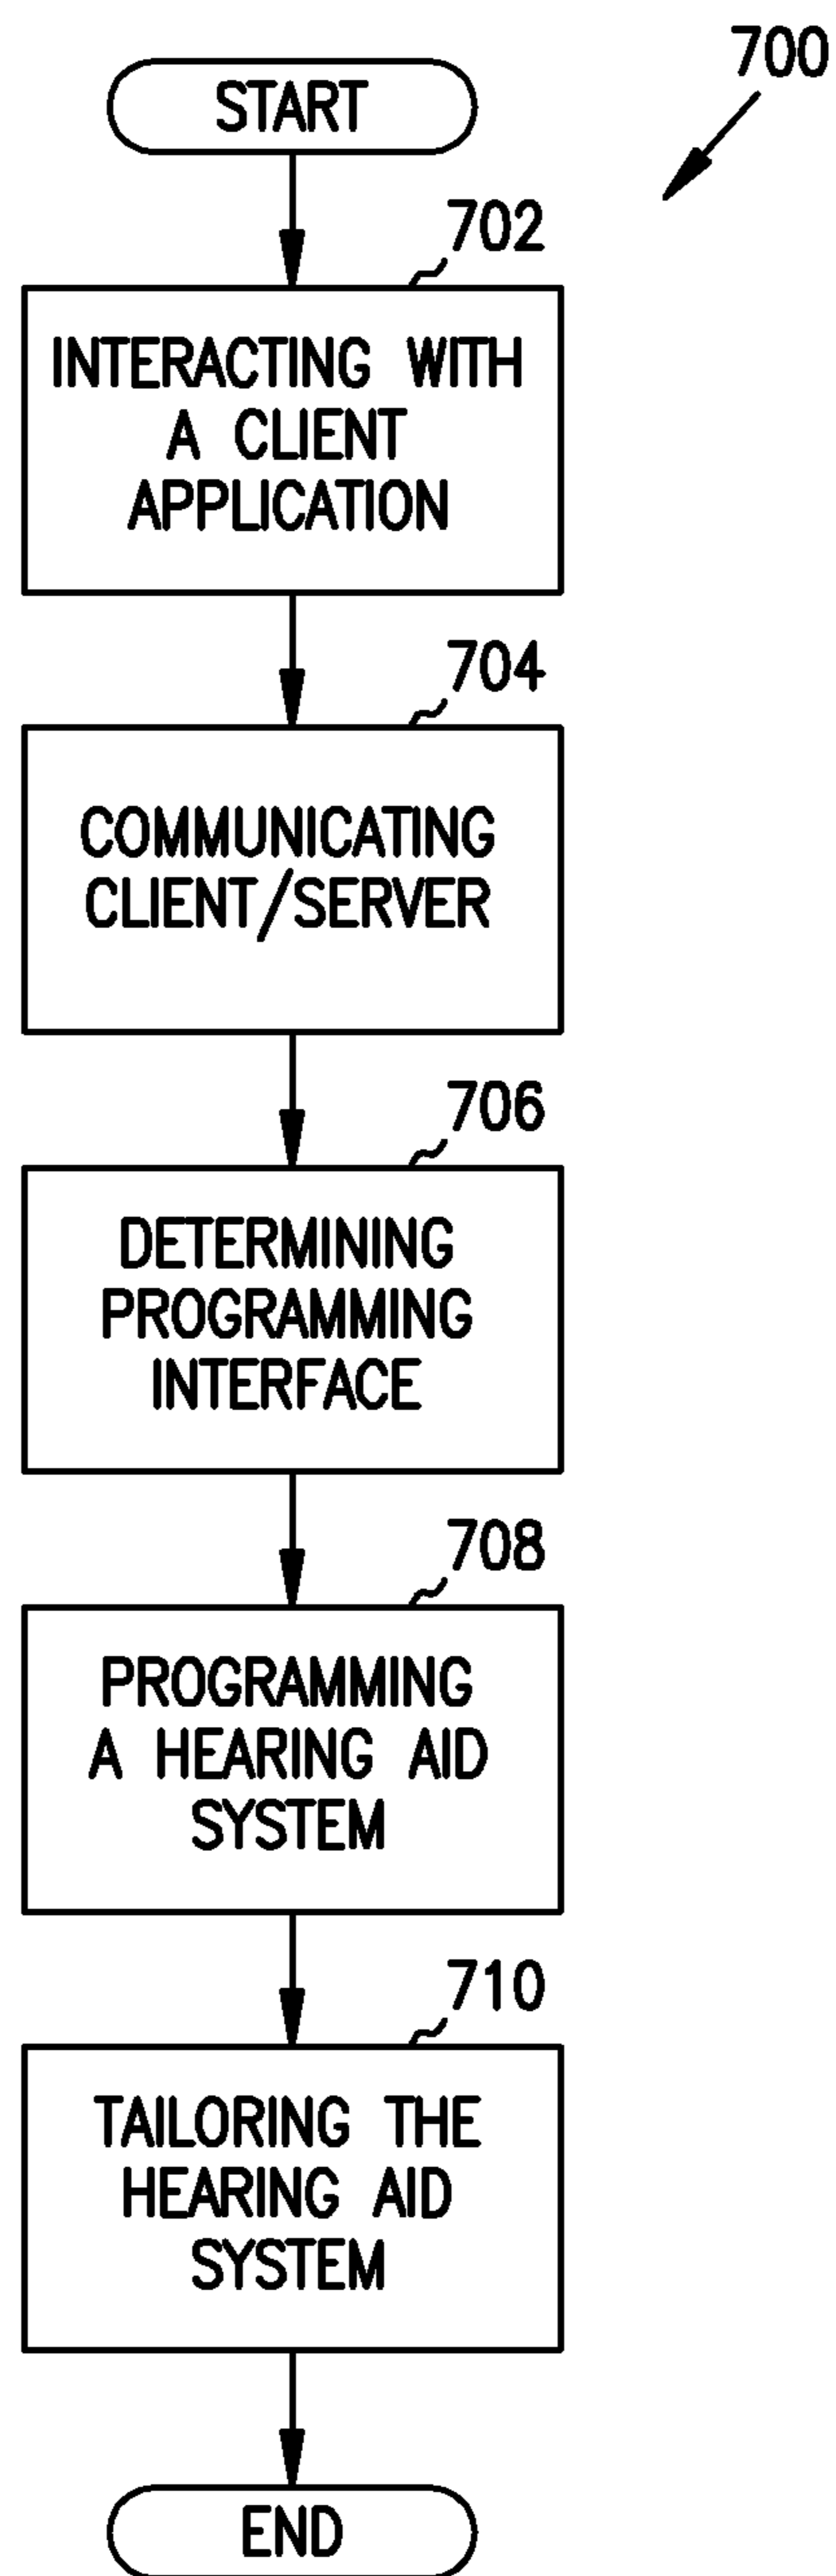 700
START
702
INTERACTING WITH
A CLIENT
APPLICATION
704
COMMUNICATING
CLIENT/SERVER
706
DETERMINING
PROGRAMMING
INTERFACE
708
PROGRAMMING
A HEARING AID
SYSTEM
710
TAILORING THE
HEARING AID
SYSTEM
END